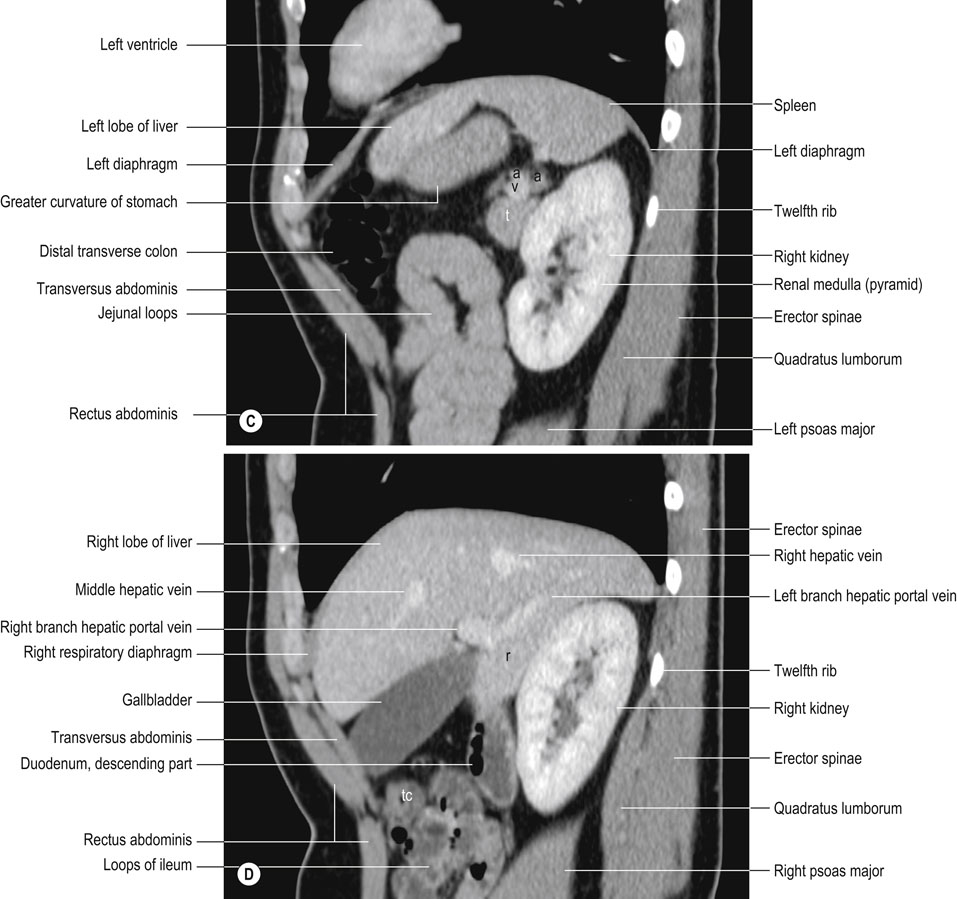 Left ventricle
Left lobe of liver
Left diaphragm
Greater curvature of stomach
Distal transverse colon
Transversus abdominis
Jejunal loops
Rectus abdominis
a
a
v
t
C
Spleen
Left diaphragm
Twelfth rib
Right kidney
Renal medulla (pyramid)
Erector spinae
Quadratus lumborum
Left psoas major
Right lobe of liver
Middle hepatic vein
Right branch hepatic portal vein
Right respiratory diaphragm
Gallbladder
Transversus abdominis
Duodenum, descending part
Rectus abdominis
Loops of ileum
r
tc
D
Erector spinae
Right hepatic vein
Left branch hepatic portal vein
Twelfth rib
Right kidney
Erector spinae
Quadratus lumborum
Right psoas major